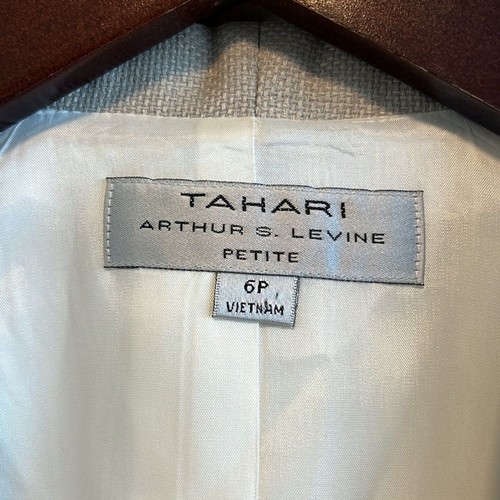 TAHARI
ARTHUR S. LEVINE
PETITE
6P
VIETNAM